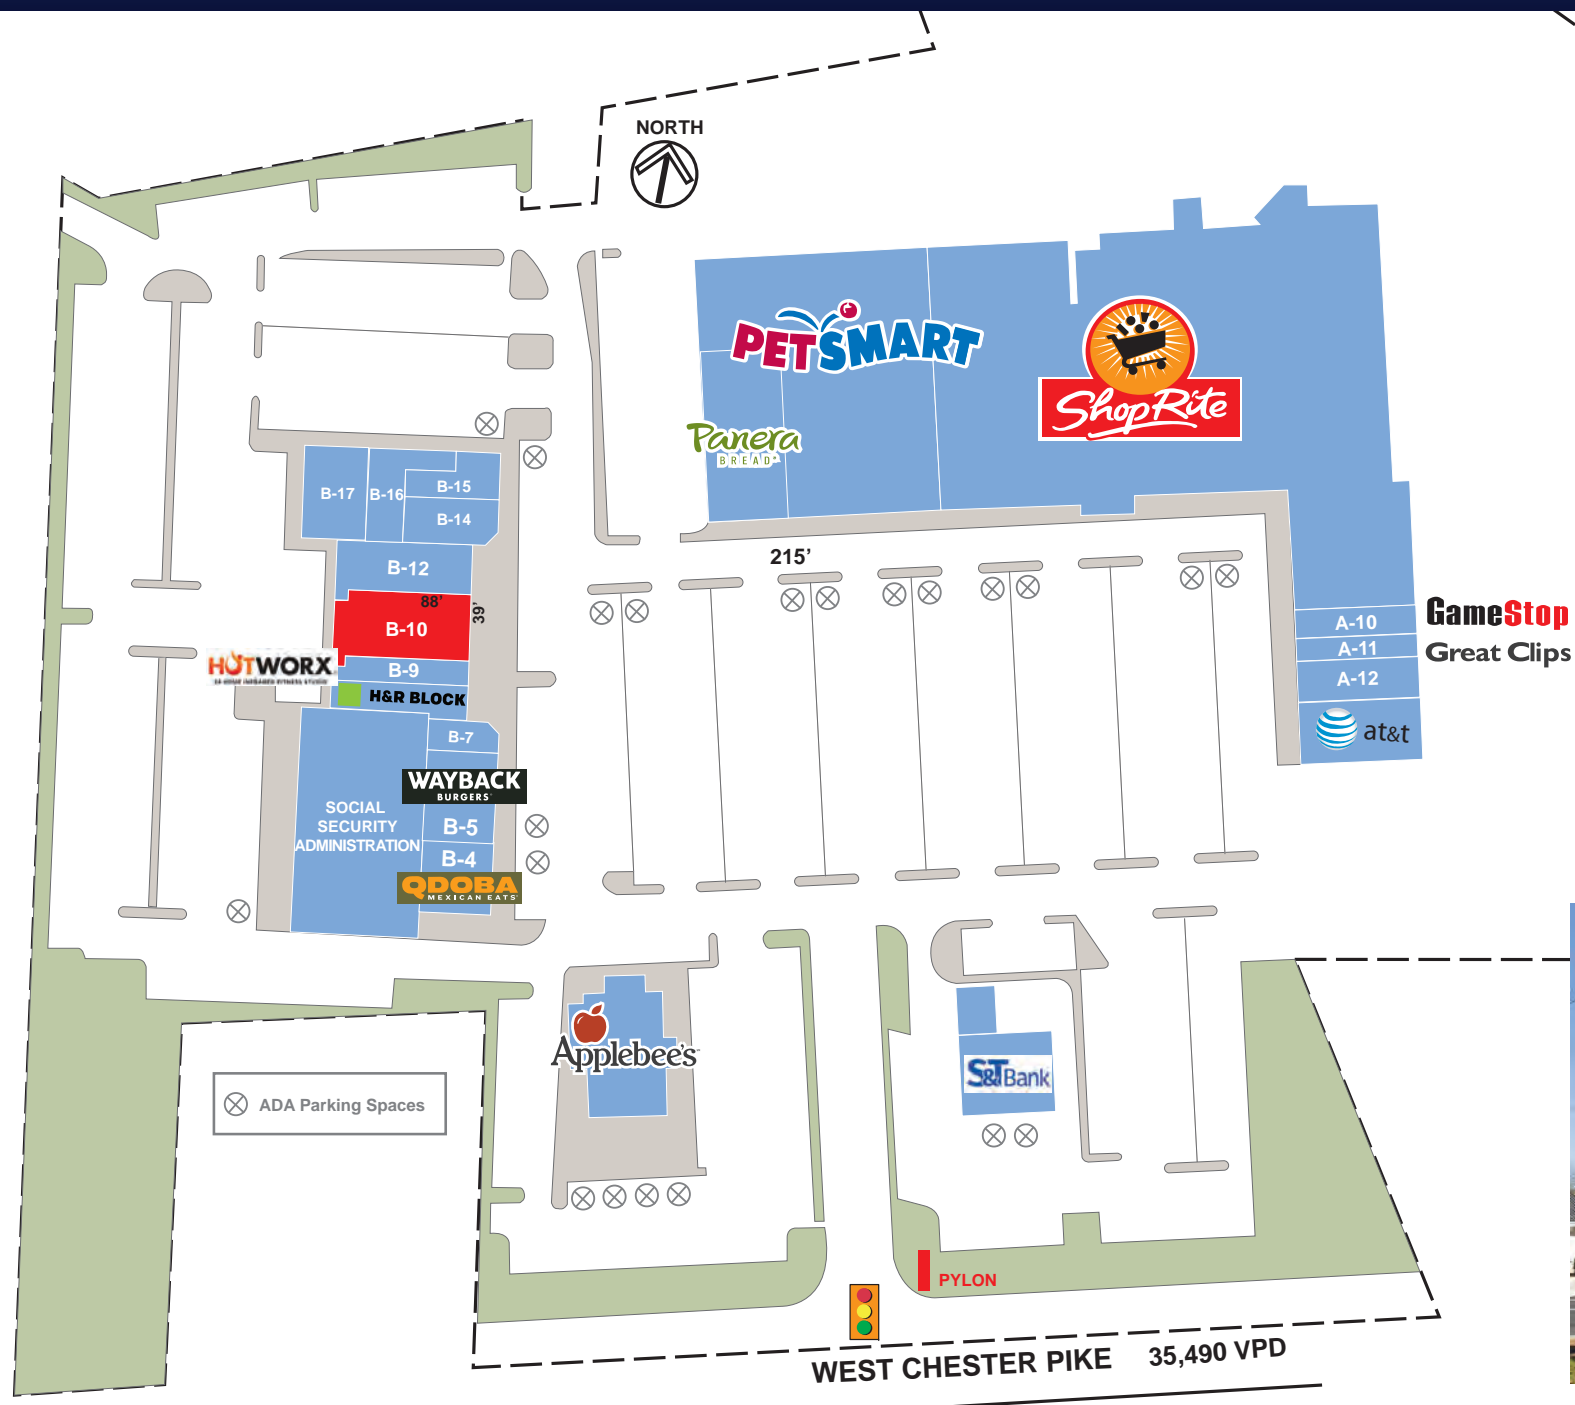 NORTH
PETSMART
ShopRite
Panera
BREAD
B-17
B-16
B-15
B-14
215'
B-12
88'
39'
B-10
HOTWORX
B-9
H&R BLOCK
B-7
WAYBACK
BURGERS
SOCIAL
SECURITY
ADMINISTRATION
B-5
B-4
QDOBA
MEXICAN EATS
A-10
GameStop
A-11
Great Clips
A-12
at&t
Applebee's
S&T Bank
ADA Parking Spaces
PYLON
WEST CHESTER PIKE 35,490 VPD